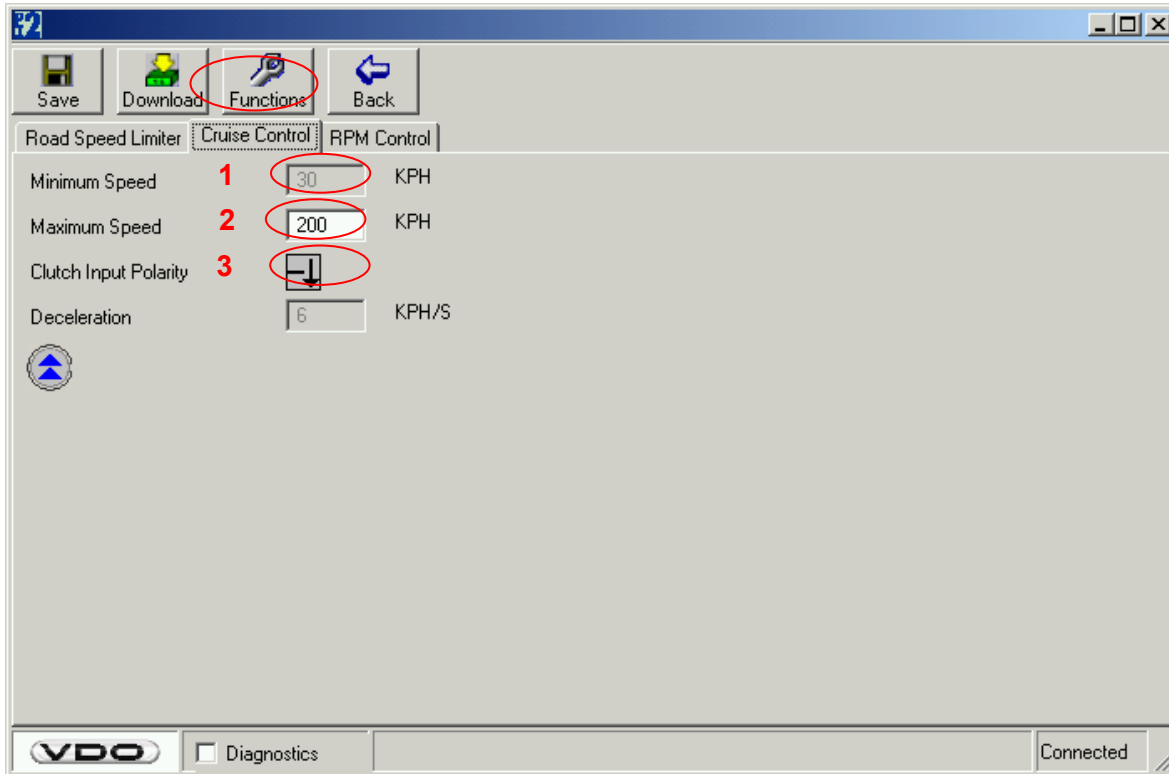 Save Download Functions Back
Road Speed Limiter Cruise Control RPM Control
Minimum Speed 1 30 KPH
Maximum Speed 2 200 KPH
Clutch Input Polarity 3
Deceleration 6 KPH/S
VDO Diagnostics Connected